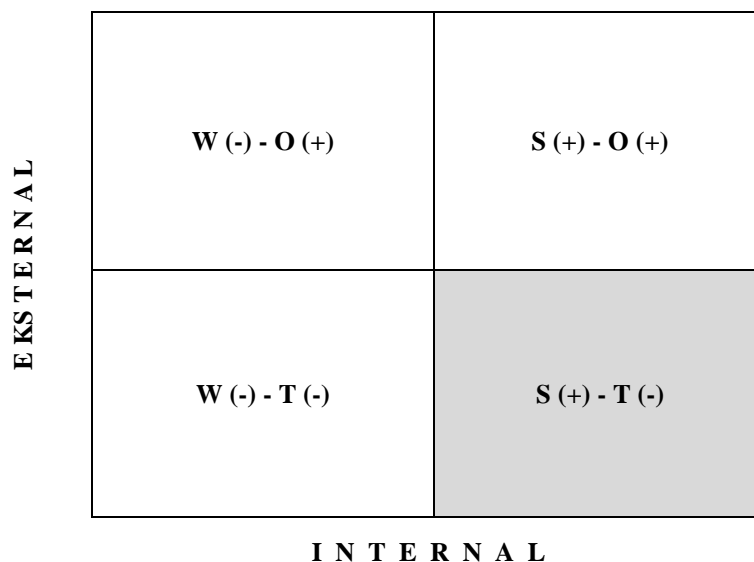 W (-) - O (+)
S (+) - O (+)
EKSTERNAL
W (-) - T (-)
S (+) - T (-)
INTERNAL